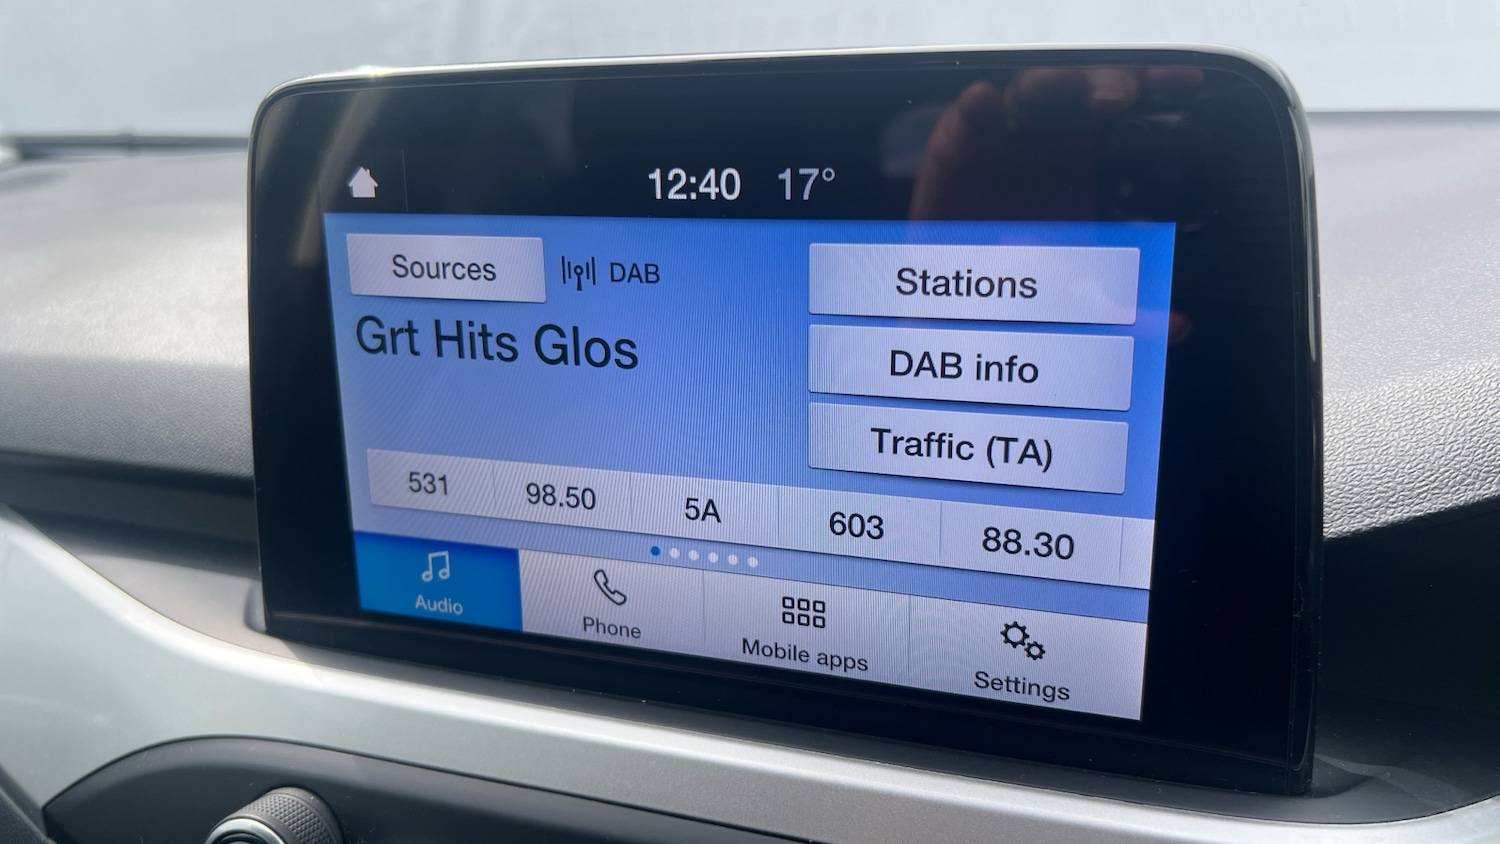 12:40 17°
Sources DAB
Stations
Grt Hits Glos
DAB info
Traffic (TA)
531 98.50 5A 603 88.30
Audio Phone Mobile apps Settings